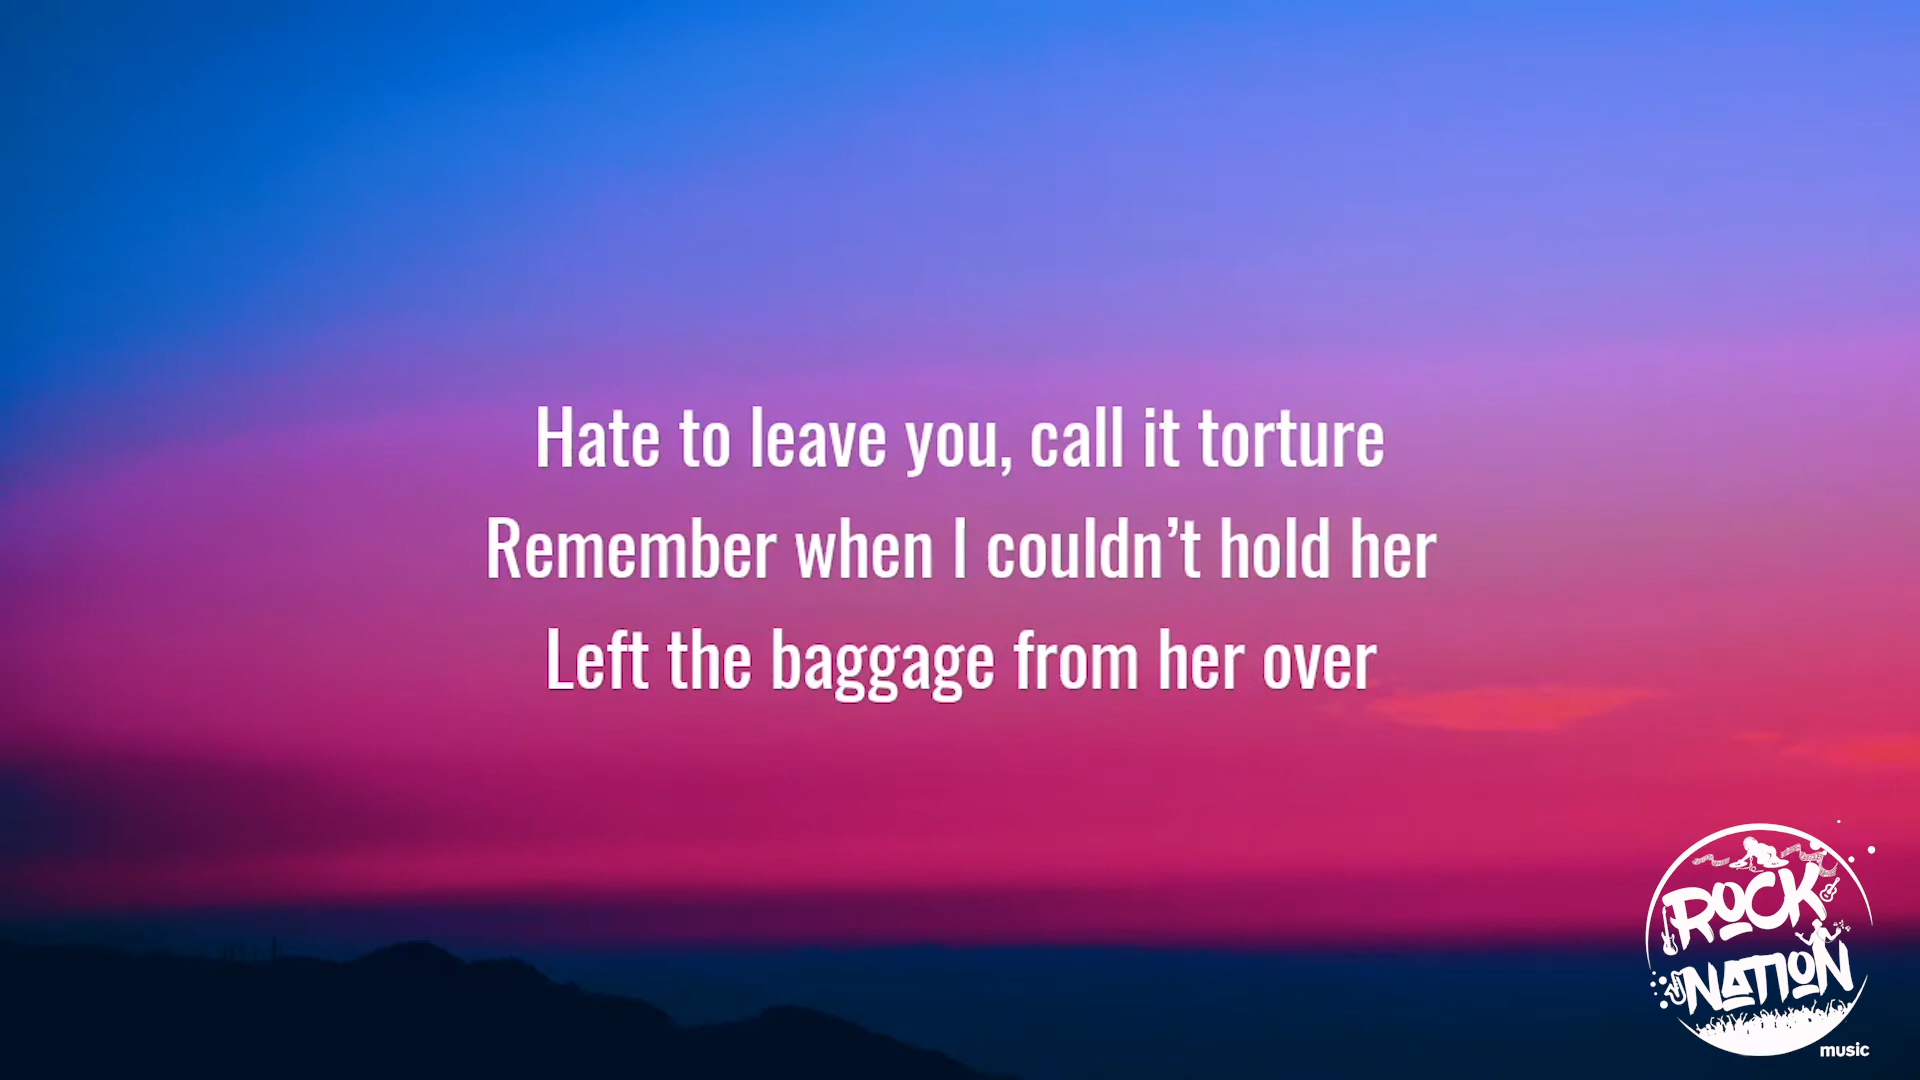 Hate to leave you, call it torture
Remember when I couldn’t hold her
Left the baggage from her over
ROCK
NATION
music